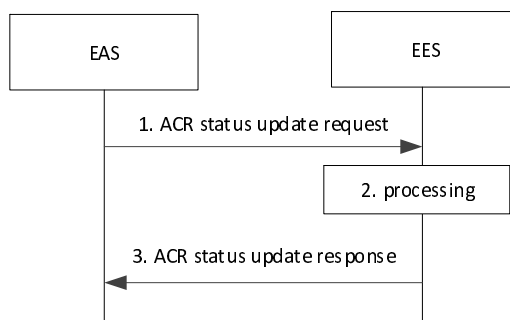 EAS
EES
1. ACR status update request
2. processing
3. ACR status update response